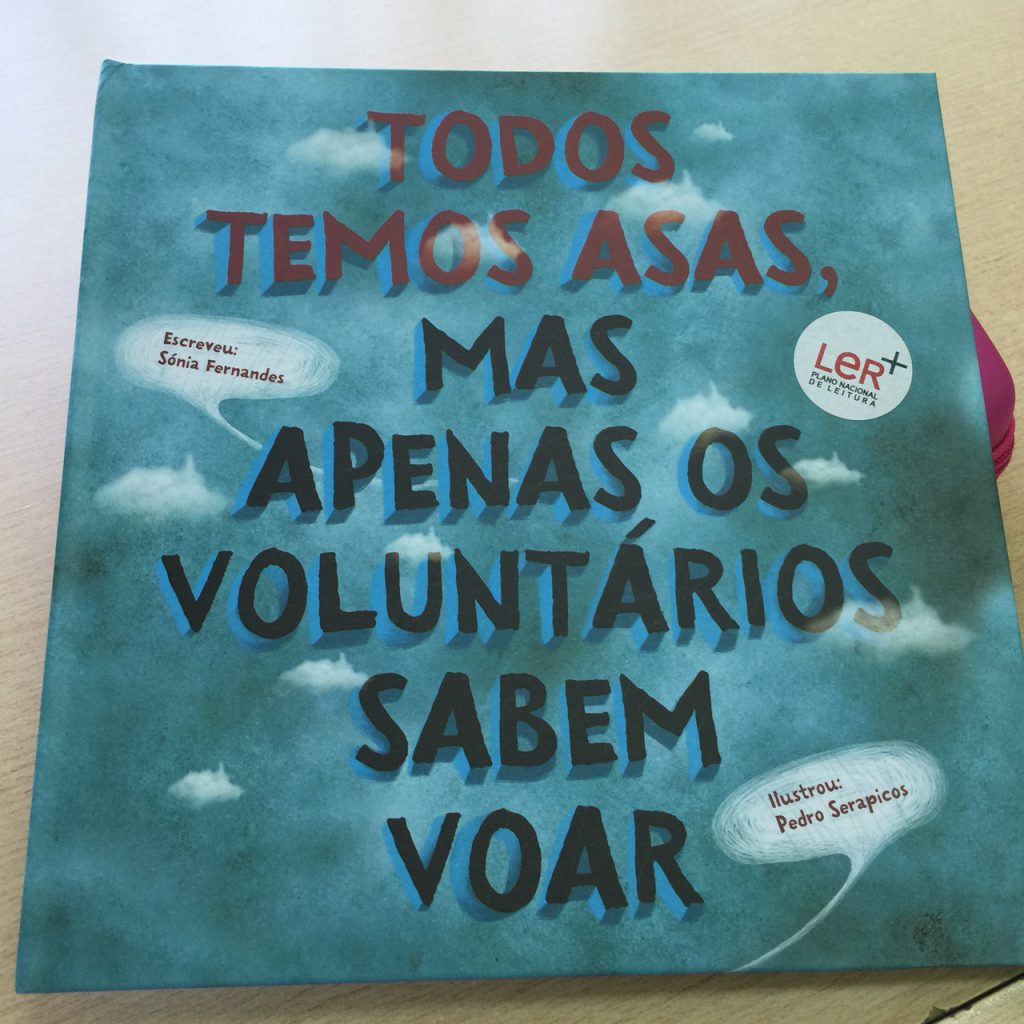 TODOS
TEMOS ASAS,
MAS
APENAS OS
VOLUNTÁRIOS
SABEM
VOAR
Escreveu:
Sónia Fernandes
LeR+
PLANO NACIONAL
DE LEITURA
Ilustrou:
Pedro Serapicos